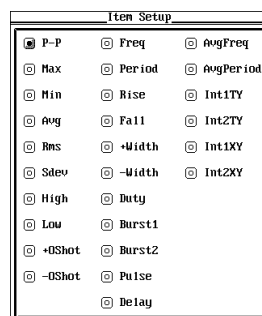 Item Setup
P-P Freq AvgFreq
Max Period AvgPeriod
Min Rise Int1TY
Avg Fall Int2TY
Rms +Width Int1XY
Sdev -Width Int2XY
High Duty
Low Burst1
+OShot Burst2
-OShot Pulse
Delay